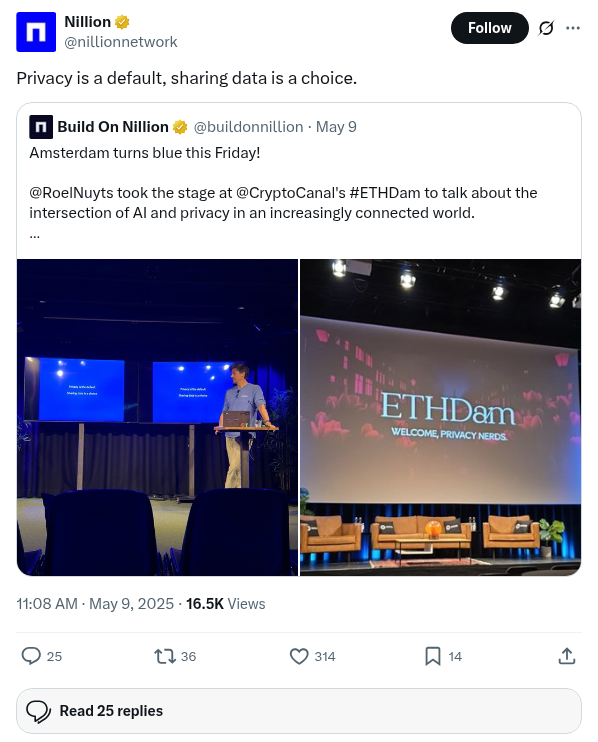 Nillion
@nillionnetwork
Follow
Privacy is a default, sharing data is a choice.
Build On Nillion @buildonnillion · May 9
Amsterdam turns blue this Friday!
@RoelNuyts took the stage at @CryptoCanal's #ETHDam to talk about the
intersection of AI and privacy in an increasingly connected world.
...
Privacy is the default
Sharing data is a choice
Privacy is the default
Sharing data is a choice
ETHDam
WELCOME, PRIVACY NERDS.
11:08 AM · May 9, 2025 · 16.5K Views
25
36
314
14
Read 25 replies